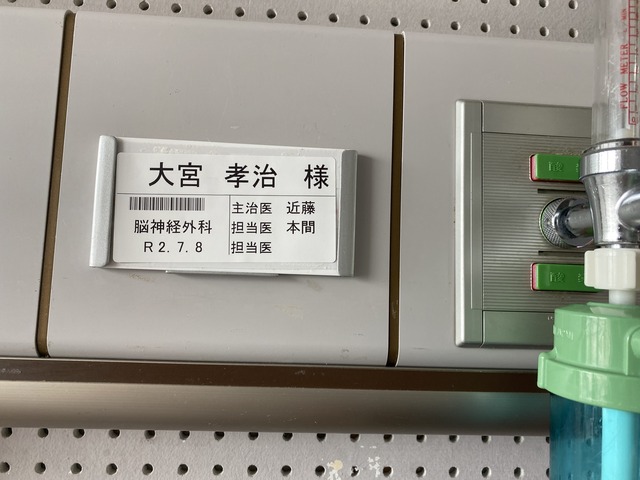 大宮 孝治 様
主治医 近藤
脳神経外科 担当医 本間
R2.7.8 担当医
FLOW METER